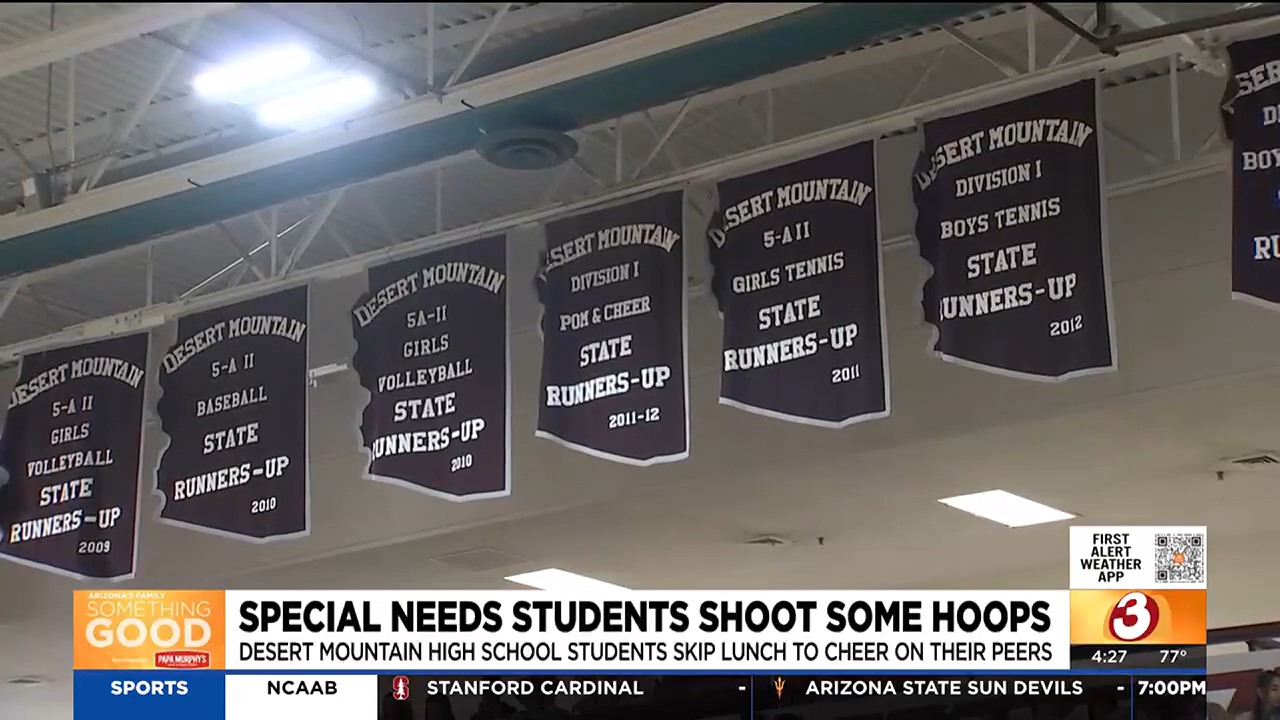 DESERT MOUNTAIN
5-A II
GIRLS
VOLLEYBALL
STATE
RUNNERS-UP
2009
DESERT MOUNTAIN
5-A II
BASEBALL
STATE
RUNNERS-UP
2010
DESERT MOUNTAIN
5A-II
GIRLS
VOLLEYBALL
STATE
RUNNERS-UP
2010
DESERT MOUNTAIN
DIVISION I
POM & CHEER
STATE
RUNNERS-UP
2011-12
DESERT MOUNTAIN
5-A II
GIRLS TENNIS
STATE
RUNNERS-UP
2011
DESERT MOUNTAIN
DIVISION I
BOYS TENNIS
STATE
RUNNERS-UP
2012
FIRST
ALERT
WEATHER
APP
ARIZONA'S FAMILY
SOMETHING
GOOD
PAPA MURPHY'S
SPECIAL NEEDS STUDENTS SHOOT SOME HOOPS
DESERT MOUNTAIN HIGH SCHOOL STUDENTS SKIP LUNCH TO CHEER ON THEIR PEERS
3
4:27 77°
SPORTS NCAAB STANFORD CARDINAL - ARIZONA STATE SUN DEVILS - 7:00PM